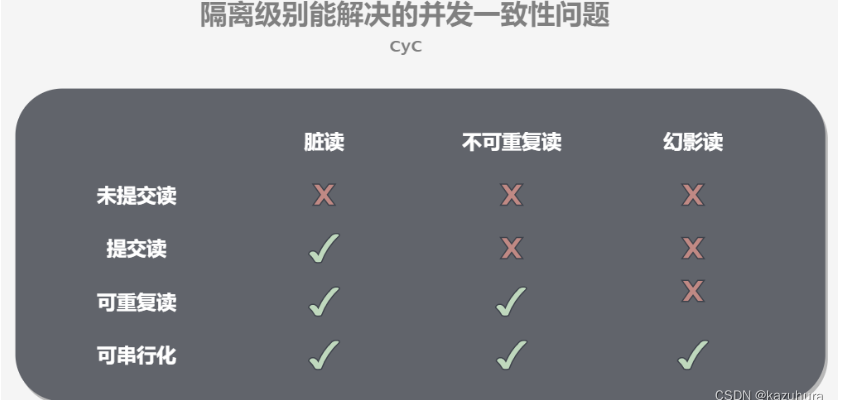 隔离级别能解决的并发一致性问题
CyC
脏读 不可重复读 幻影读
未提交读 X X X
提交读 ✓ X X
可重复读 ✓ ✓ X
可串行化 ✓ ✓ ✓
CSDN @kazuhura